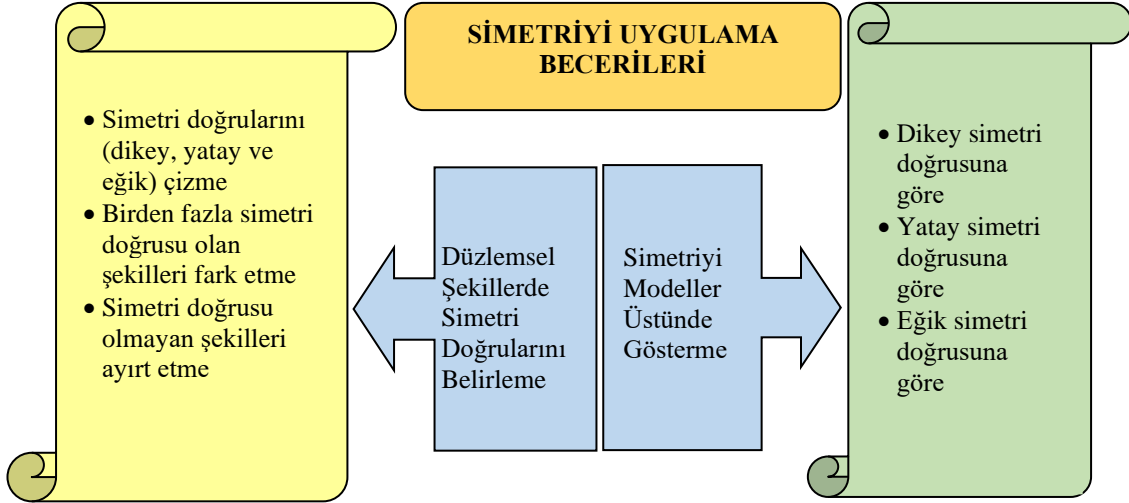 SİMETRİYİ UYGULAMA
BECERİLERİ
• Simetri doğrularını
(dikey, yatay ve
eğik) çizme
• Birden fazla simetri
doğrusu olan
şekilleri fark etme
• Simetri doğrusu
olmayan şekilleri
ayırt etme
Düzlemsel
Şekillerde
Simetri
Doğrularını
Belirleme
Simetriyi
Modeller
Üstünde
Gösterme
• Dikey simetri
doğrusuna
göre
• Yatay simetri
doğrusuna
göre
• Eğik simetri
doğrusuna
göre